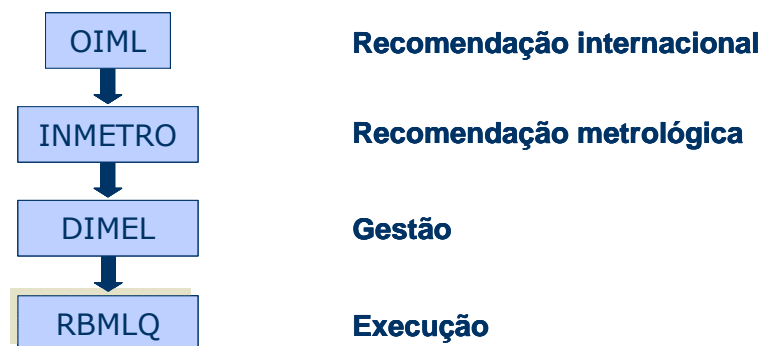 OIML Recomendação internacional
INMETRO Recomendação metrológica
DIMEL Gestão
RBMLQ Execução